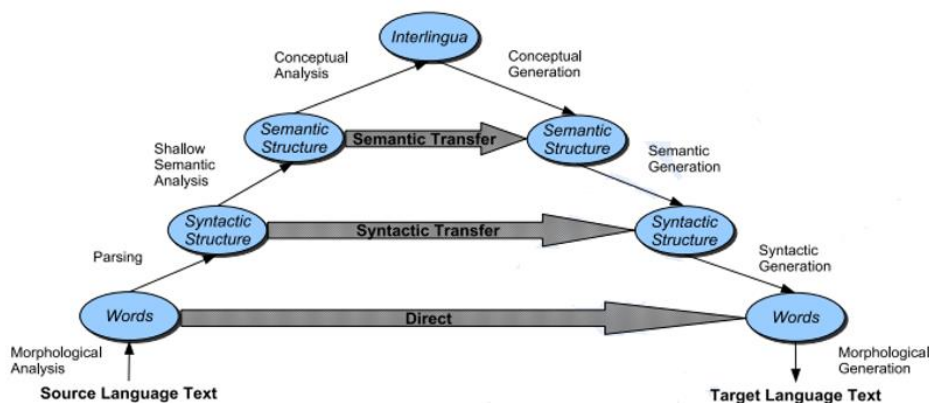 Interlingua
Conceptual
Analysis
Conceptual
Generation
Semantic
Structure
Semantic Transfer
Semantic
Structure
Shallow
Semantic
Analysis
Semantic
Generation
Syntactic
Structure
Syntactic Transfer
Syntactic
Structure
Parsing
Syntactic
Generation
Words
Direct
Words
Morphological
Analysis
Morphological
Generation
Source Language Text
Target Language Text